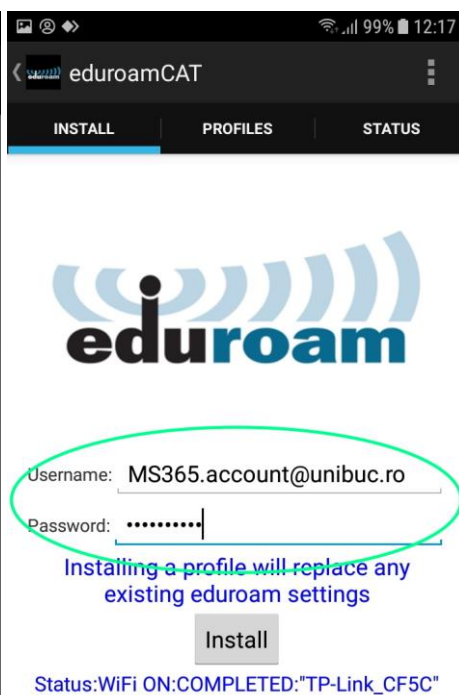 99% 12:17
eduroam eduroamCAT
INSTALL PROFILES STATUS
eduroam
Username: MS365.account@unibuc.ro
Password: ••••••••••
Installing a profile will replace any
existing eduroam settings
Install
Status:WiFi ON:COMPLETED:"TP-Link_CF5C"